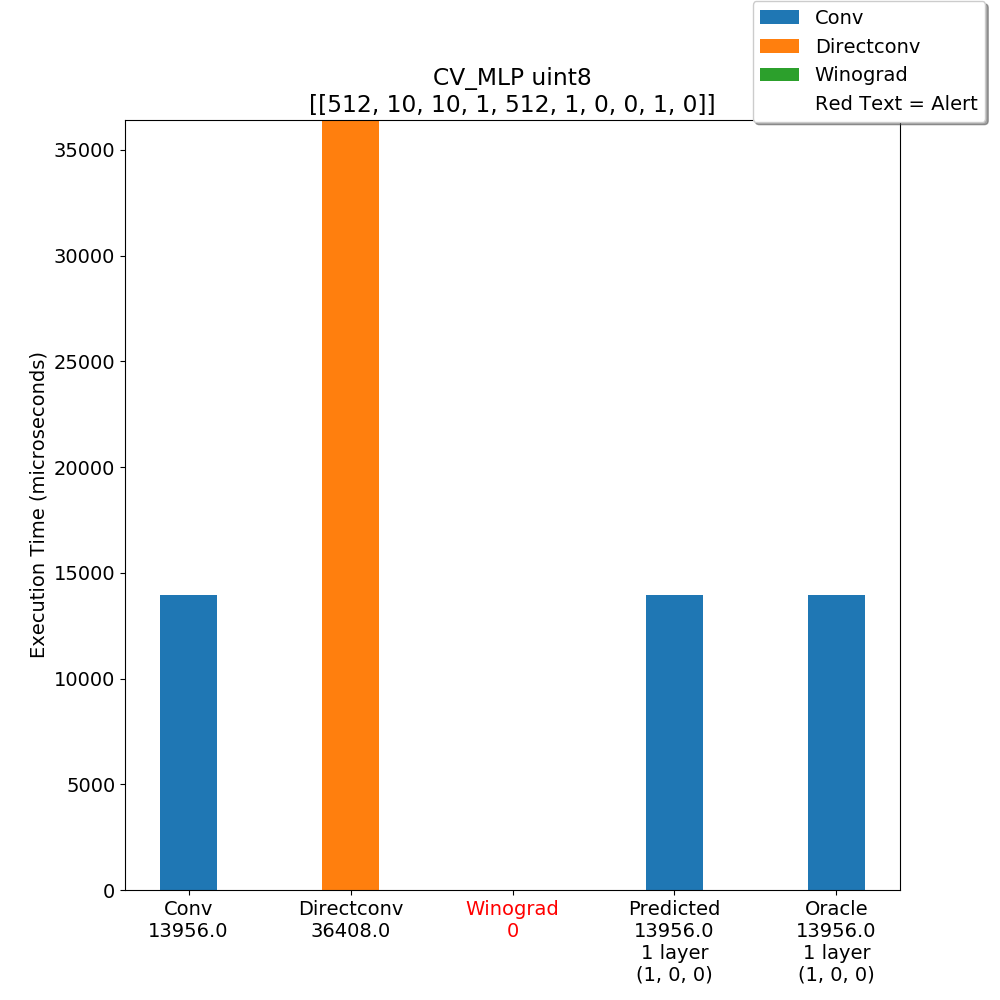 Conv
Directconv
Winograd
Red Text = Alert
CV_MLP uint8
[[512, 10, 10, 1, 512, 1, 0, 0, 1, 0]]
Execution Time (microseconds)
35000
30000
25000
20000
15000
10000
5000
0
Conv
13956.0
Directconv
36408.0
Winograd
0
Predicted
13956.0
1 layer
(1, 0, 0)
Oracle
13956.0
1 layer
(1, 0, 0)